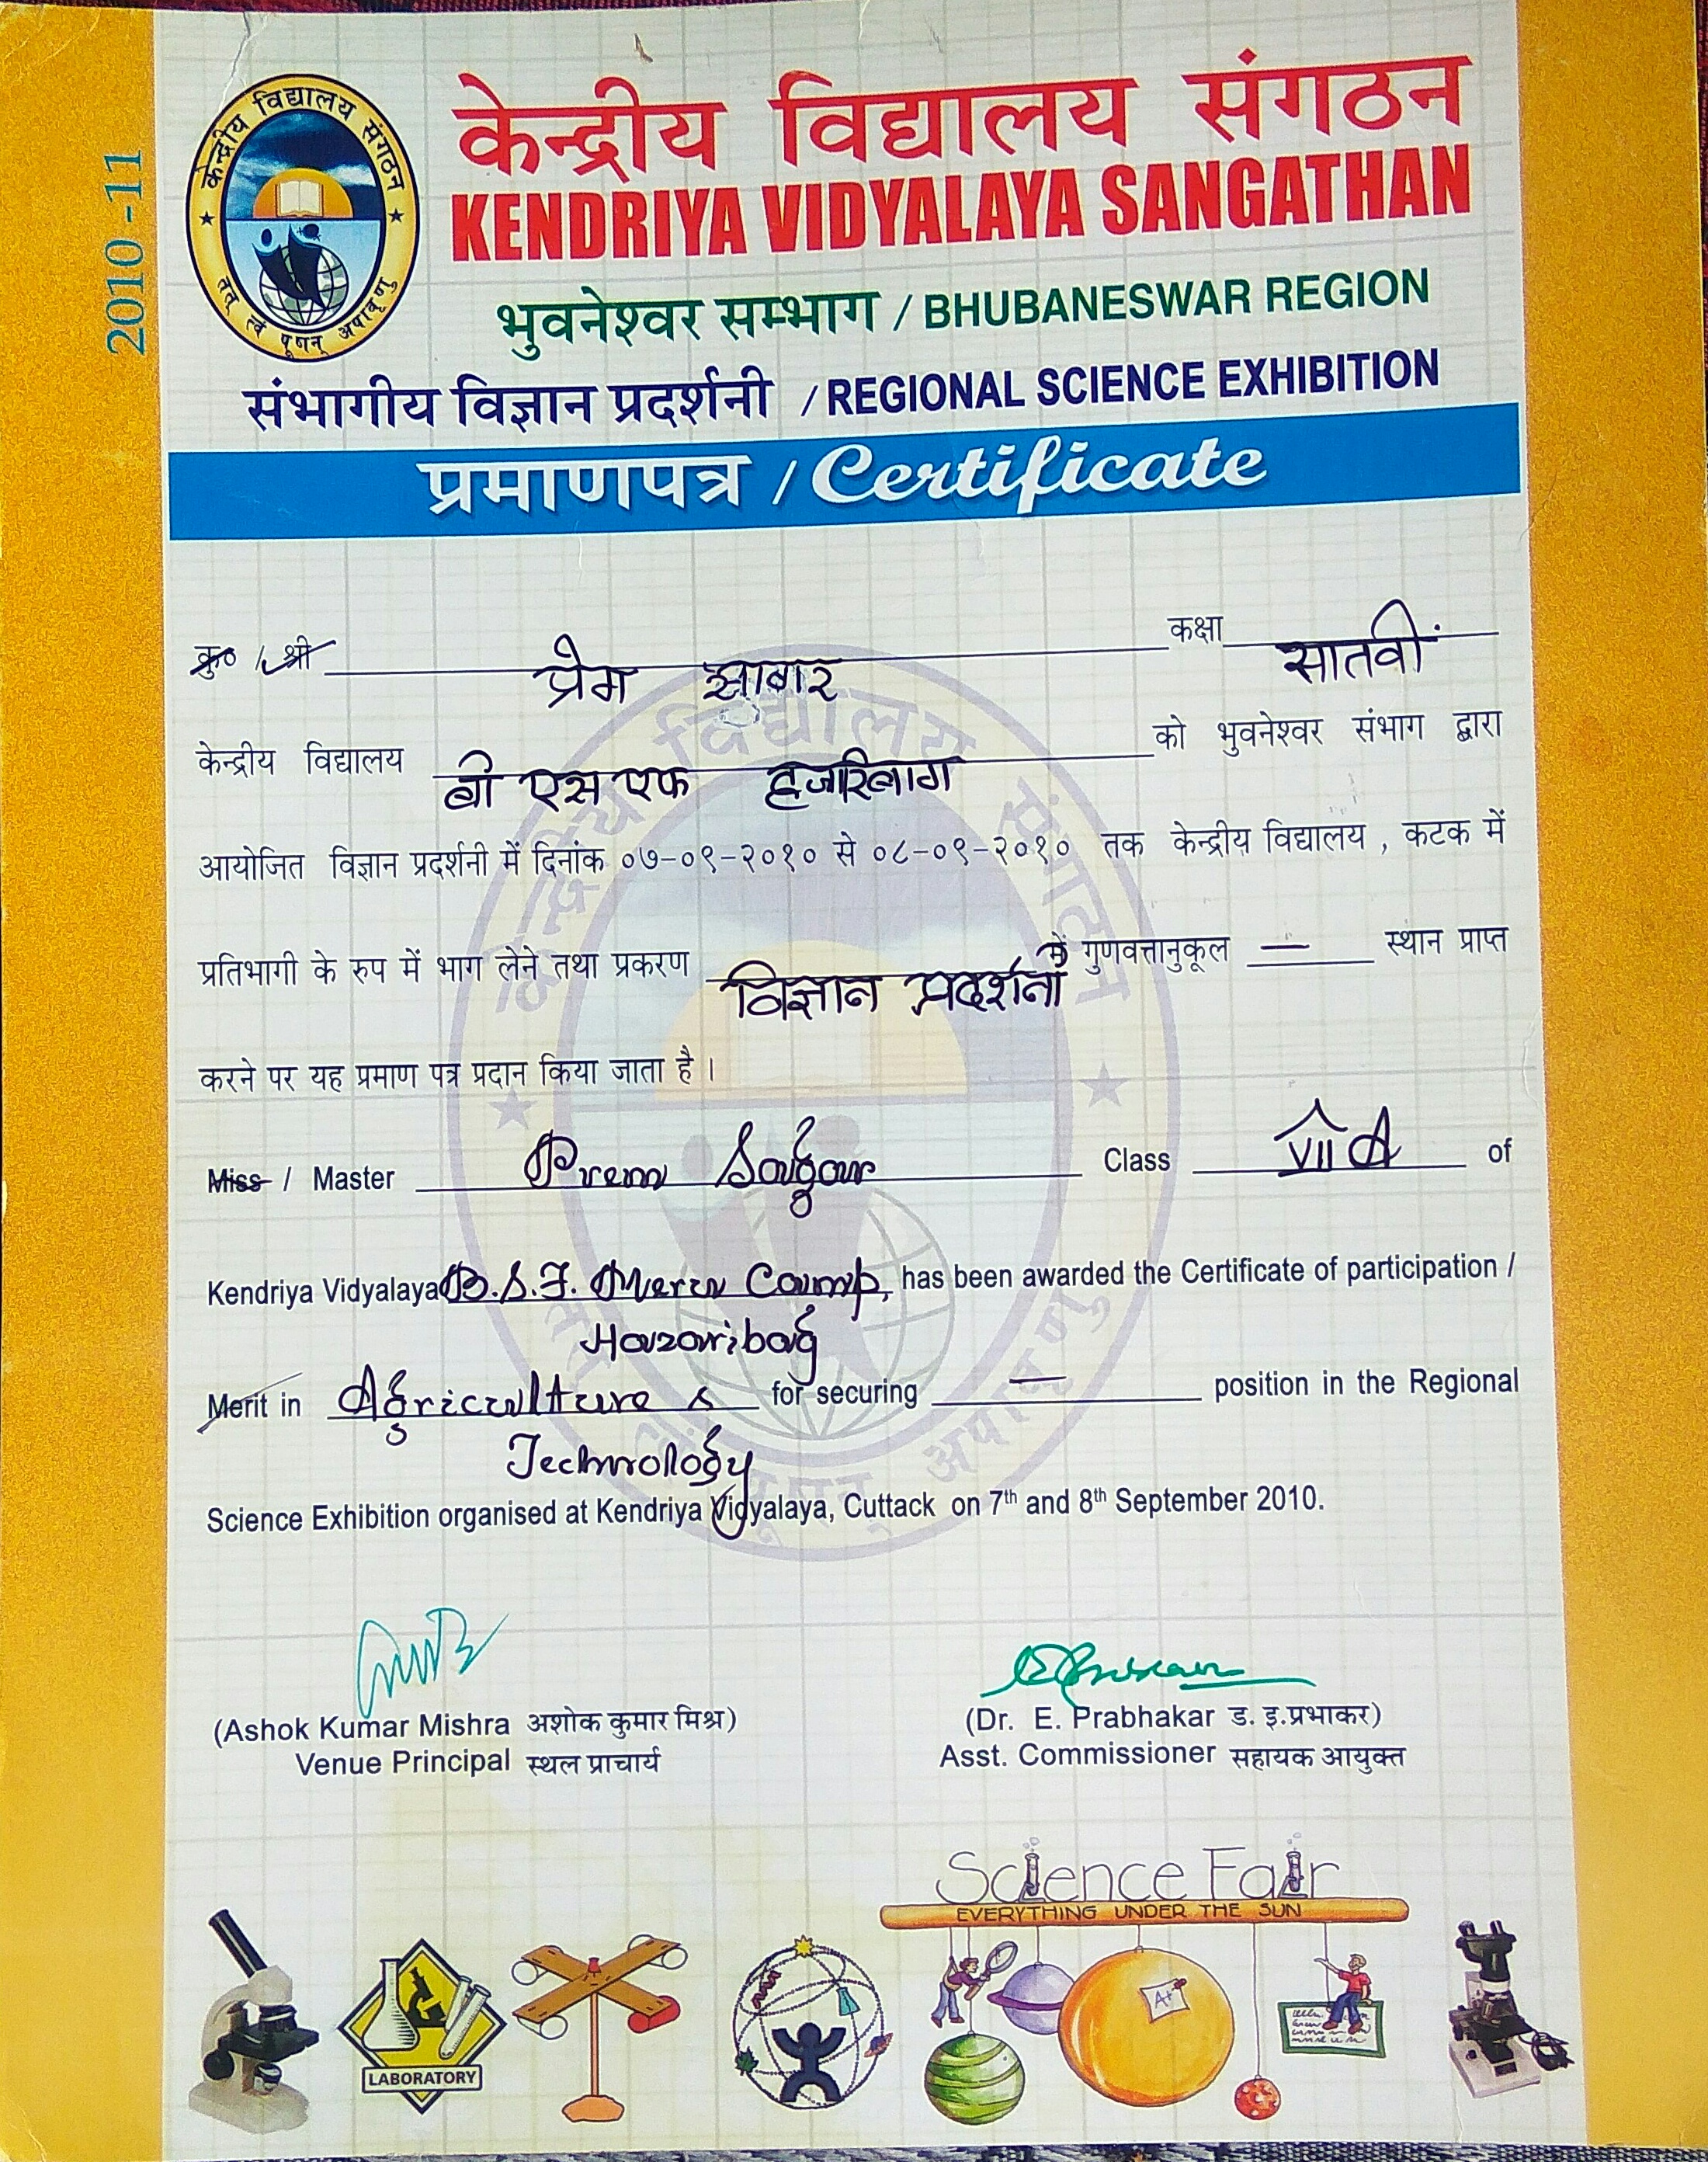 2010-11
केन्द्रीय विद्यालय संगठन
तत् त्वं पूषन् अपावृणु
केन्द्रीय विद्यालय संगठन
KENDRIYA VIDYALAYA SANGATHAN
भुवनेश्वर सम्भाग / BHUBANESWAR REGION
संभागीय विज्ञान प्रदर्शनी / REGIONAL SCIENCE EXHIBITION
प्रमाणपत्र / Certificate
कु० / श्री प्रेम सागर कक्षा सातवीं
केन्द्रीय विद्यालय बी एस एफ हजारिबाग को भुवनेश्वर संभाग द्वारा
आयोजित विज्ञान प्रदर्शनी में दिनांक ०७-०९-२०१० से ०८-०९-२०१० तक केन्द्रीय विद्यालय , कटक में
प्रतिभागी के रुप में भाग लेने तथा प्रकरण विज्ञान प्रदर्शनी में गुणवत्तानुकूल — स्थान प्राप्त
करने पर यह प्रमाण पत्र प्रदान किया जाता है ।
Miss / Master Prem Sagar Class VII A of
Kendriya Vidyalaya B.S.F. Meru Camp, has been awarded the Certificate of participation /
Hazaribag
Merit in Agriculture & for securing — position in the Regional
Technology
Science Exhibition organised at Kendriya Vidyalaya, Cuttack on 7th and 8th September 2010.
(Ashok Kumar Mishra अशोक कुमार मिश्र) (Dr. E. Prabhakar ड. इ.प्रभाकर)
Venue Principal स्थल प्राचार्य Asst. Commissioner सहायक आयुक्त
Science Fair
EVERYTHING UNDER THE SUN
A+
LABORATORY